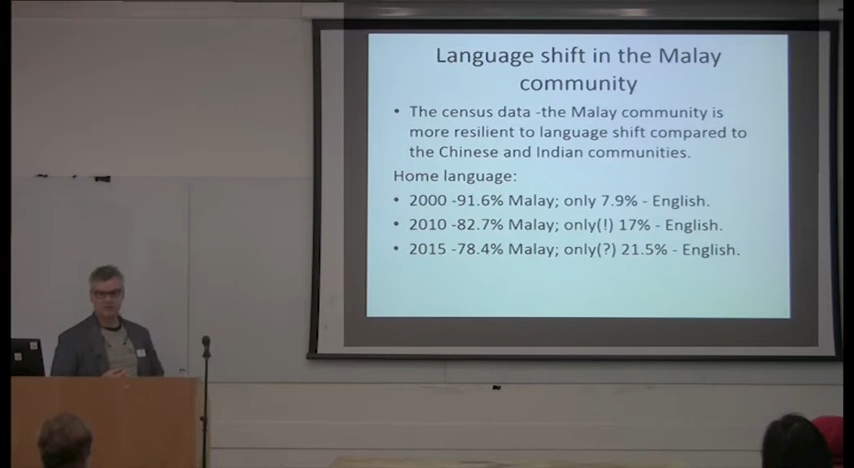 Language shift in the Malay
community
• The census data -the Malay community is
more resilient to language shift compared to
the Chinese and Indian communities.
Home language:
• 2000 -91.6% Malay; only 7.9% - English.
• 2010 -82.7% Malay; only(!) 17% - English.
• 2015 -78.4% Malay; only(?) 21.5% - English.